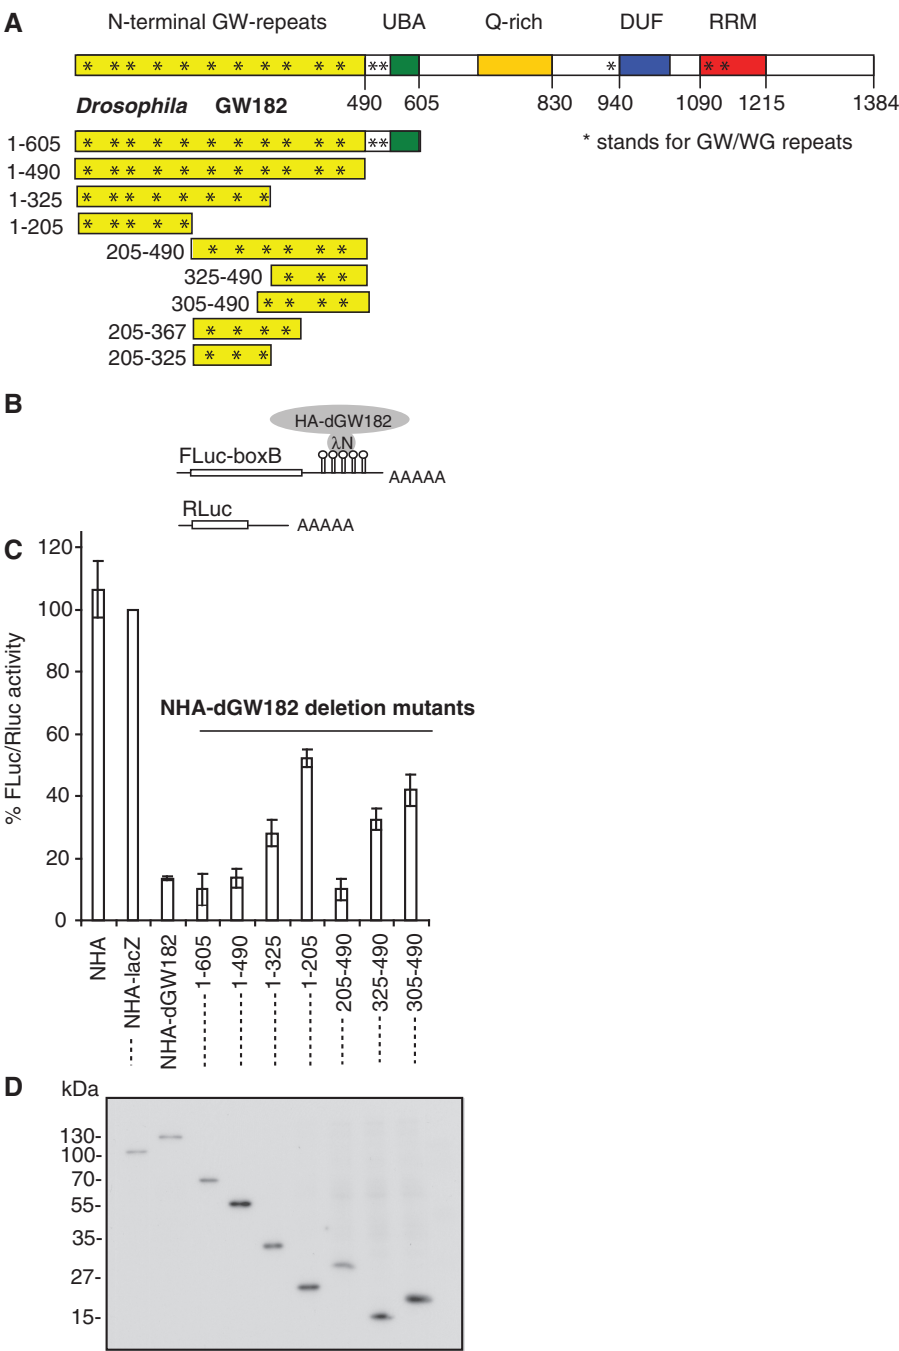 A
N-terminal GW-repeats UBA Q-rich DUF RRM
* ** * * * * * * * * ** * **
Drosophila GW182 490 605 830 940 1090 1215 1384
* stands for GW/WG repeats
1-605 * ** * * * * * * * * **
1-490 * ** * * * * * * * *
1-325 * ** * * * * *
1-205 * ** * *
205-490 * * * * * *
325-490 * * *
305-490 * * * *
205-367 * * * *
205-325 * * *
B
HA-dGW182
λN
FLuc-boxB
AAAAA
RLuc
AAAAA
C
% FLuc/Rluc activity
120
100
80
60
40
20
0
NHA-dGW182 deletion mutants
NHA
NHA-lacZ
NHA-dGW182
1-605
1-490
1-325
1-205
205-490
325-490
305-490
D
kDa
130-
100-
70-
55-
35-
27-
15-